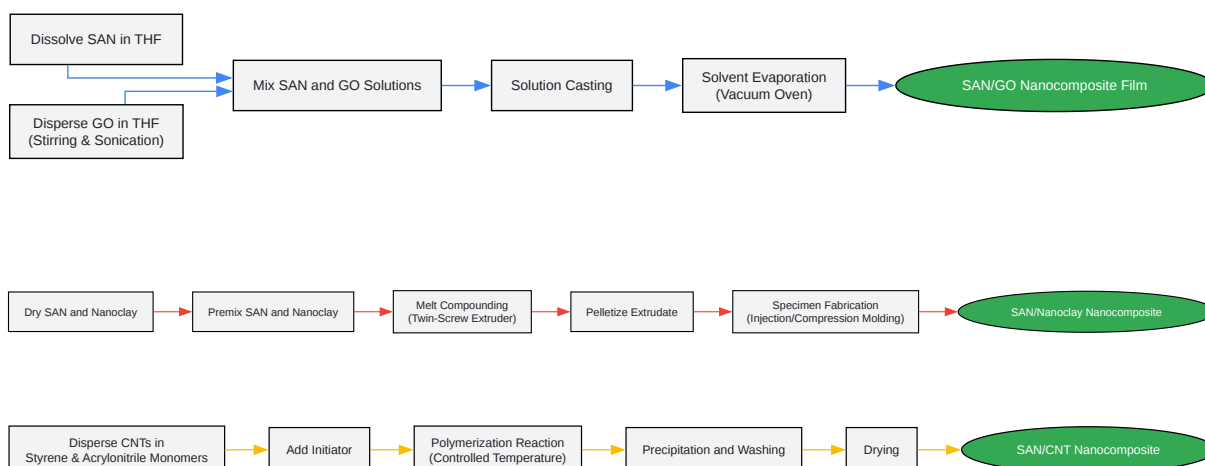 Dissolve SAN in THF
Disperse GO in THF
(Stirring & Sonication)
Mix SAN and GO Solutions
Solution Casting
Solvent Evaporation
(Vacuum Oven)
SAN/GO Nanocomposite Film
Dry SAN and Nanoclay
Premix SAN and Nanoclay
Melt Compounding
(Twin-Screw Extruder)
Pelletize Extrudate
Specimen Fabrication
(Injection/Compression Molding)
SAN/Nanoclay Nanocomposite
Disperse CNTs in
Styrene & Acrylonitrile Monomers
Add Initiator
Polymerization Reaction
(Controlled Temperature)
Precipitation and Washing
Drying
SAN/CNT Nanocomposite